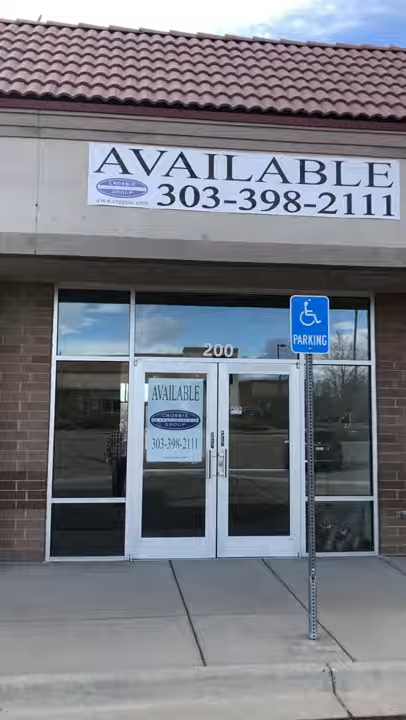 AVAILABLE
CROSBIE
GROUP
303-398-2111
200
PARKING
AVAILABLE
CROSBIE
GROUP
303-398-2111